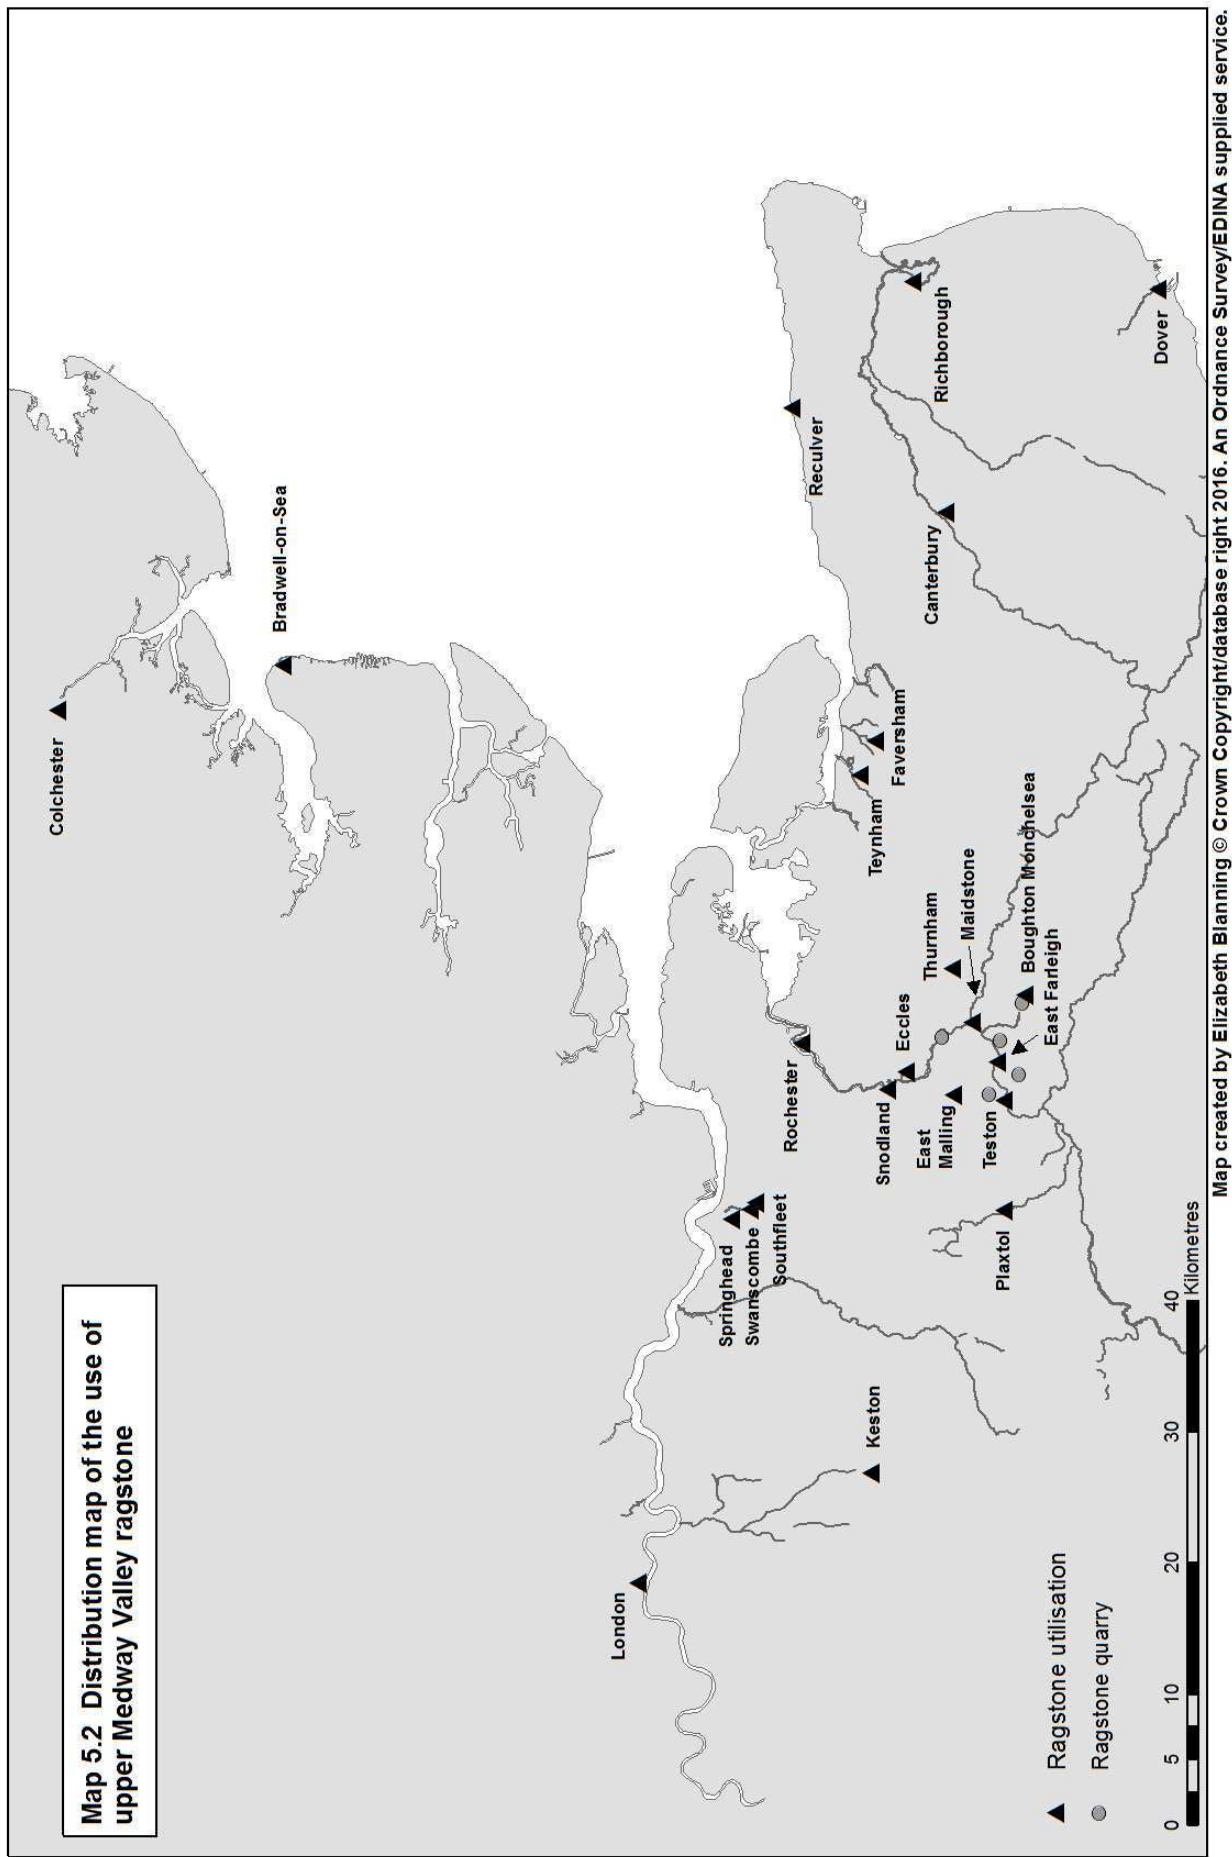 Map 5.2 Distribution map of the use of
upper Medway Valley ragstone
Colchester
Bradwell-on-Sea
London
Springhead
Swanscombe
Southfleet
Keston
Rochester
Snodland
Eccles
East
Malling
Thurnham
Maidstone
Teston
Boughton Monchelsea
East Farleigh
Plaxtol
Teynham
Faversham
Reculver
Canterbury
Richborough
Dover
Ragstone utilisation
Ragstone quarry
0 5 10 20 30 40
Kilometres
Map created by Elizabeth Blanning © Crown Copyright/database right 2016. An Ordnance Survey/EDINA supplied service.